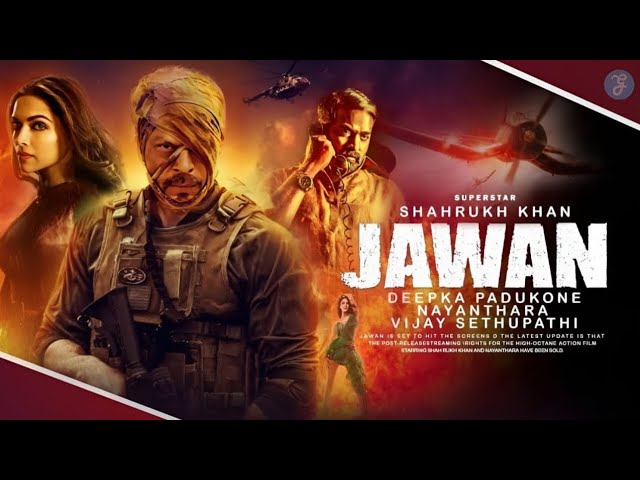 SUPERSTAR
SHAHRUKH KHAN
JAWAN
DEEPKA PADUKONE
NAYANTHARA
VIJAY SETHUPATHI
JAWAN IS SET TO HIT THE SCREENS D THE LATEST UPDATE IS THAT
THE POST-RELEASESTREAMING IRIGHTS FOR THE HIGH-OCTANE ACTION FILM
STARRING SHAH RUKH KHAN AND NAYANTHARA HAVE BEEN SOLD.